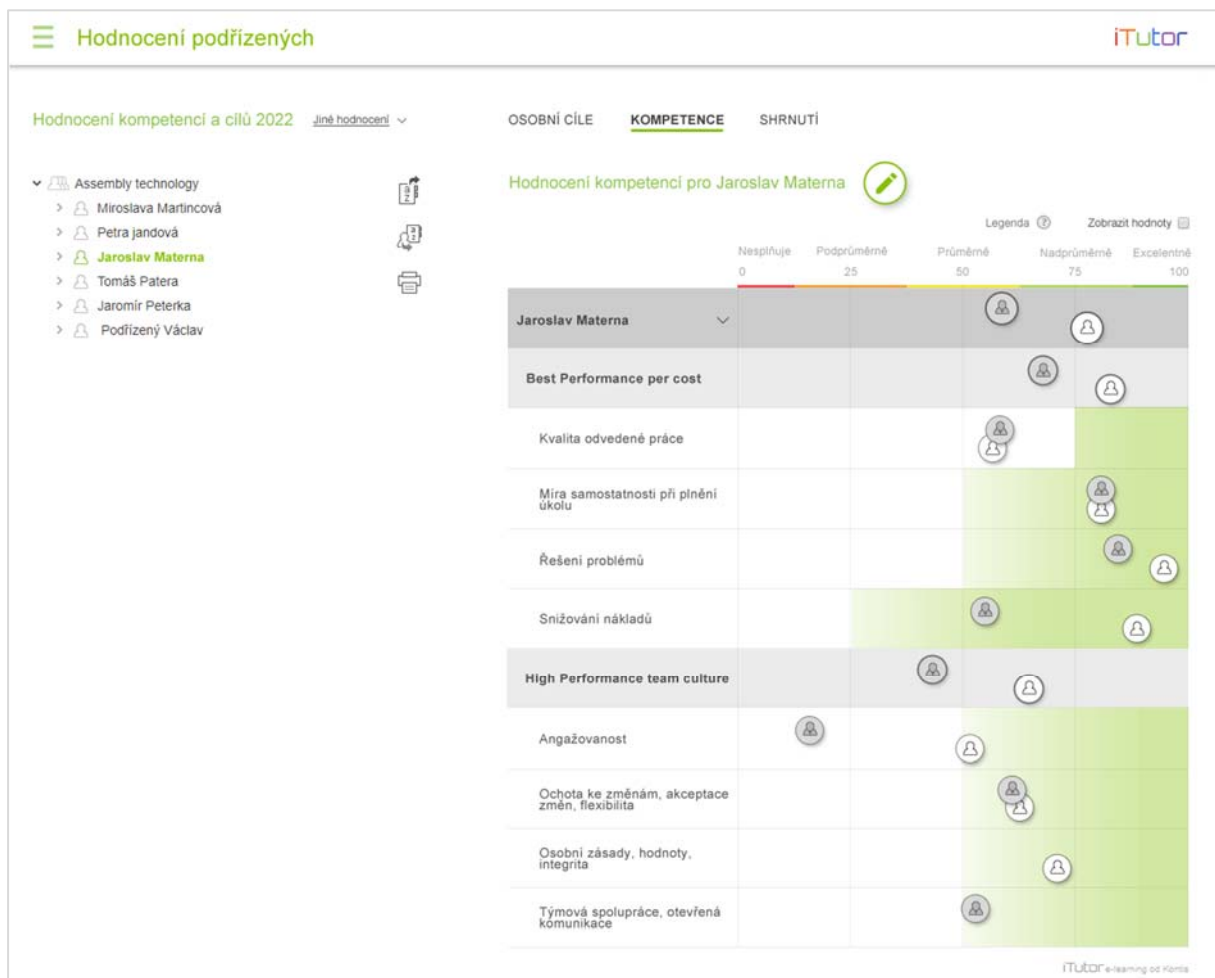 Hodnocení podřízených
iTutor
Hodnocení kompetencí a cílů 2022 Jiné hodnocení
OSOBNÍ CÍLE KOMPETENCE SHRNUTÍ
Assembly technology
Miroslava Martincová
Petra jandová
Jaroslav Materna
Tomáš Patera
Jaromír Peterka
Podřízený Václav
Hodnocení kompetencí pro Jaroslav Materna
Legenda ? Zobrazit hodnoty
Nesplňuje Podprůměrně Průměrně Nadprůměrně Excelentně
0 25 50 75 100
Jaroslav Materna
Best Performance per cost
Kvalita odvedené práce
Míra samostatnosti při plnění
úkolu
Řešení problémů
Snižování nákladů
High Performance team culture
Angažovanost
Ochota ke změnám, akceptace
změn, flexibilita
Osobní zásady, hodnoty,
integrita
Týmová spolupráce, otevřená
komunikace
iTutor e-learning od Kontis